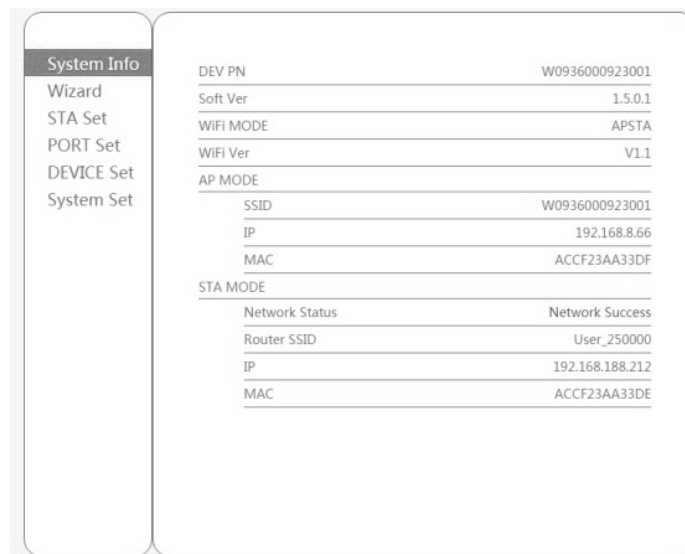 System Info
Wizard
STA Set
PORT Set
DEVICE Set
System Set
DEV PN W0936000923001
Soft Ver 1.5.0.1
WiFi MODE APSTA
WiFi Ver V1.1
AP MODE
SSID W0936000923001
IP 192.168.8.66
MAC ACCF23AA33DF
STA MODE
Network Status Network Success
Router SSID User_250000
IP 192.168.188.212
MAC ACCF23AA33DE